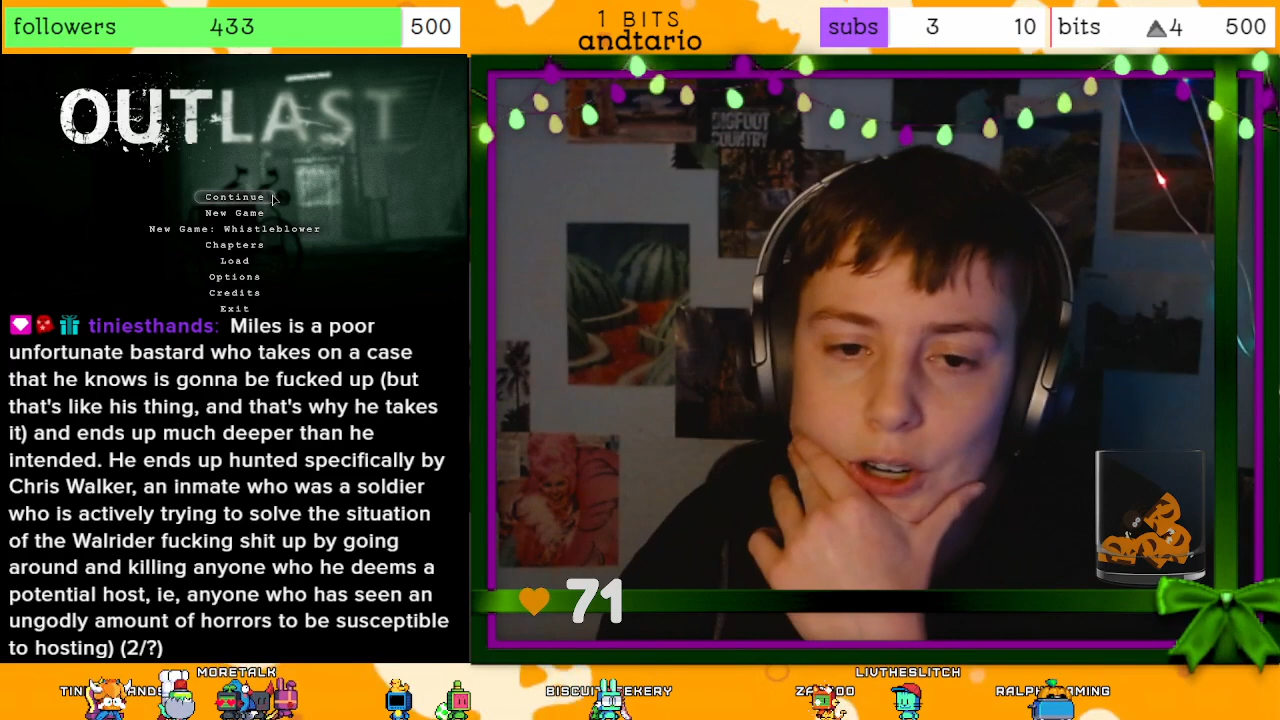 followers 433 500
1 BITS
andtario
subs 3 10
bits 4 500
OUTLAST
Continue
New Game
New Game: Whistleblower
Chapters
Load
Options
Credits
Exit
tiniesthands: Miles is a poor
unfortunate bastard who takes on a case
that he knows is gonna be fucked up (but
that's like his thing, and that's why he takes
it) and ends up much deeper than he
intended. He ends up hunted specifically by
Chris Walker, an inmate who was a soldier
who is actively trying to solve the situation
of the Walrider fucking shit up by going
around and killing anyone who he deems a
potential host, ie, anyone who has seen an
ungodly amount of horrors to be susceptible
to hosting) (2/?)
BIGFOOT
COUNTRY
71
MORETALK
LIVTHESLITCH